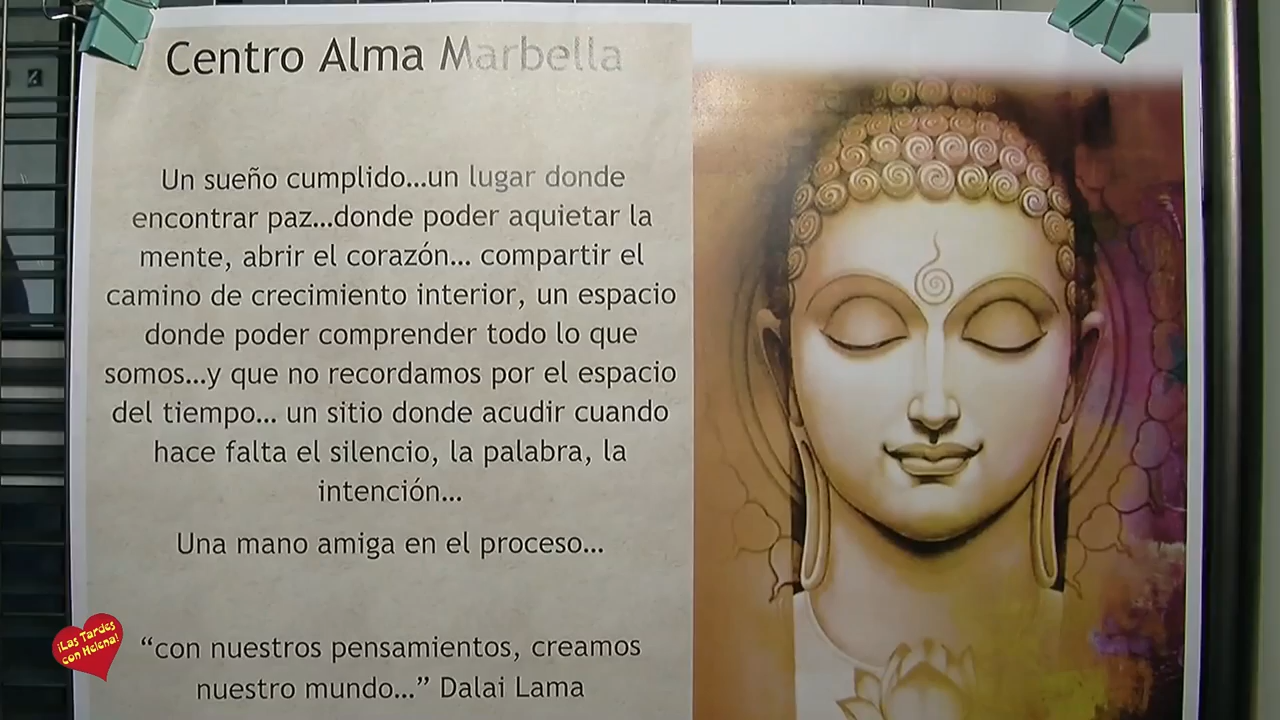 Centro Alma Marbella
Un sueño cumplido...un lugar donde
encontrar paz...donde poder aquietar la
mente, abrir el corazón... compartir el
camino de crecimiento interior, un espacio
donde poder comprender todo lo que
somos...y que no recordamos por el espacio
del tiempo... un sitio donde acudir cuando
hace falta el silencio, la palabra, la
intención...
Una mano amiga en el proceso...
“con nuestros pensamientos, creamos
nuestro mundo...” Dalai Lama
¡Las Tardes
con Helena!